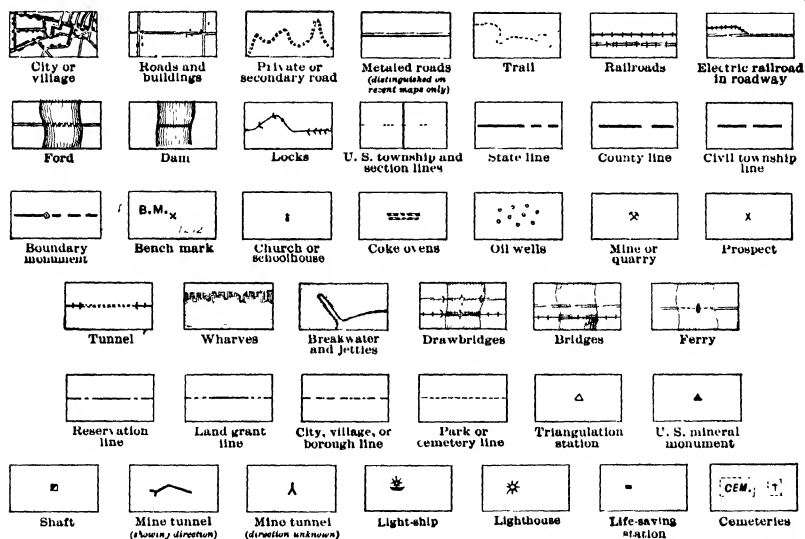 City or
village
Roads and
buildings
Private or
secondary road
Metaled roads
(distinguished on
recent maps only)
Trail
Railroads
Electric railroad
in roadway
Ford
Dam
Locks
U. S. township and
section lines
State line
County line
Civil township
line
B.M. x
1232
Boundary
monument
Bench mark
Church or
schoolhouse
Coke ovens
Oil wells
Mine or
quarry
Prospect
Tunnel
Wharves
Breakwater
and jetties
Drawbridges
Bridges
Ferry
Reservation
line
Land grant
line
City, village, or
borough line
Park or
cemetery line
Triangulation
station
U. S. mineral
monument
CEM.
Shaft
Mine tunnel
(showing direction)
Mine tunnel
(direction unknown)
Light-ship
Lighthouse
Life-saving
station
Cemeteries